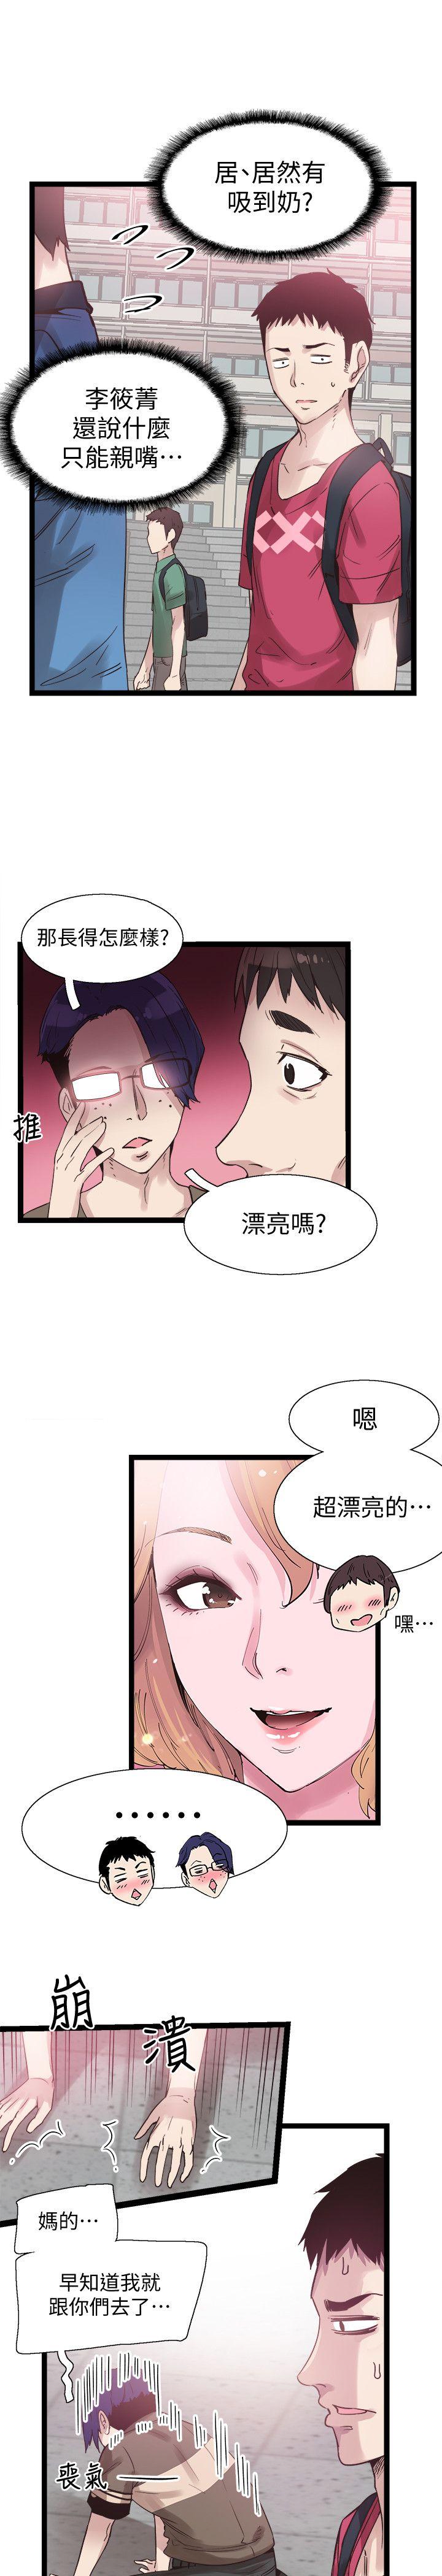 居、居然有
吸到奶?
李筱菁
還說什麼
只能親嘴…
那長得怎麼樣?
推
漂亮嗎?
嗯
超漂亮的…
嘿…
……
崩
潰
媽的…
早知道我就
跟你們去了…
喪氣